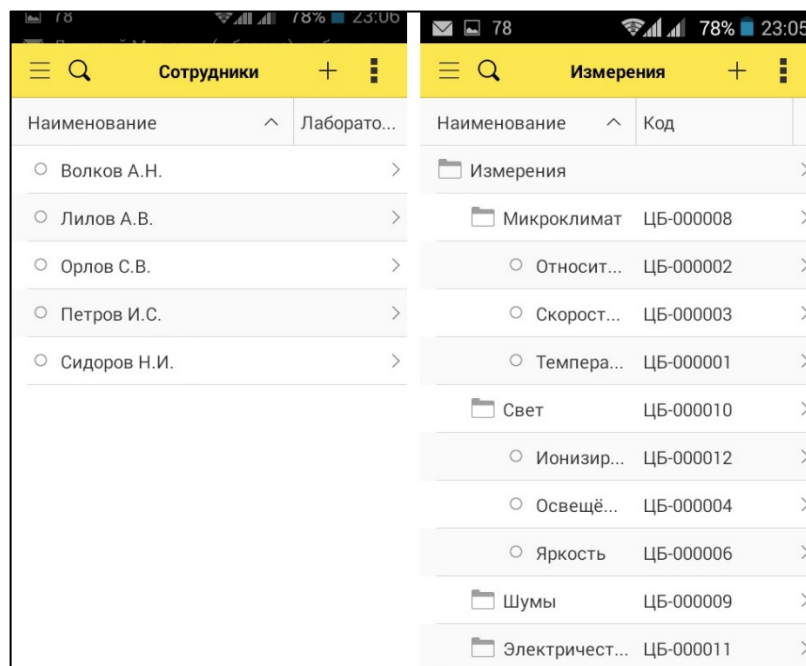 78 78% 23:06
Сотрудники
Наименование Лаборато...
Волков А.Н.
Лилов А.В.
Орлов С.В.
Петров И.С.
Сидоров Н.И.
78 78% 23:05
Измерения
Наименование Код
Измерения
Микроклимат ЦБ-000008
Относит... ЦБ-000002
Скорост... ЦБ-000003
Темпера... ЦБ-000001
Свет ЦБ-000010
Ионизир... ЦБ-000012
Освещё... ЦБ-000004
Яркость ЦБ-000006
Шумы ЦБ-000009
Электричест... ЦБ-000011